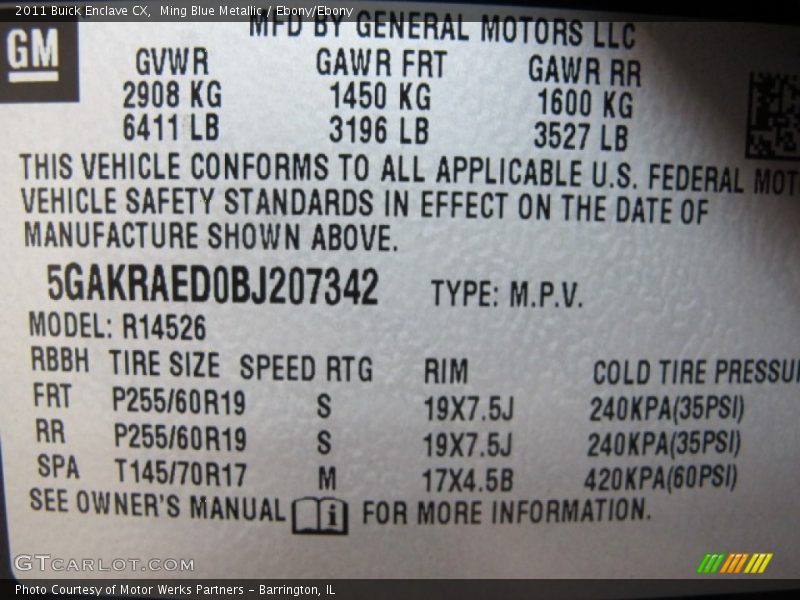 2011 Buick Enclave CX, Ming Blue Metallic / Ebony/Ebony
MFD BY GENERAL MOTORS LLC
GM
GVWR GAWR FRT GAWR RR
2908 KG 1450 KG 1600 KG
6411 LB 3196 LB 3527 LB
THIS VEHICLE CONFORMS TO ALL APPLICABLE U.S. FEDERAL MOT
VEHICLE SAFETY STANDARDS IN EFFECT ON THE DATE OF
MANUFACTURE SHOWN ABOVE.
5GAKRAED0BJ207342 TYPE: M.P.V.
MODEL: R14526
RBBH TIRE SIZE SPEED RTG RIM COLD TIRE PRESSU
FRT P255/60R19 S 19X7.5J 240KPA(35PSI)
RR P255/60R19 S 19X7.5J 240KPA(35PSI)
SPA T145/70R17 M 17X4.5B 420KPA(60PSI)
SEE OWNER'S MANUAL i FOR MORE INFORMATION.
GTCARLOT.COM
Photo Courtesy of Motor Werks Partners – Barrington, IL